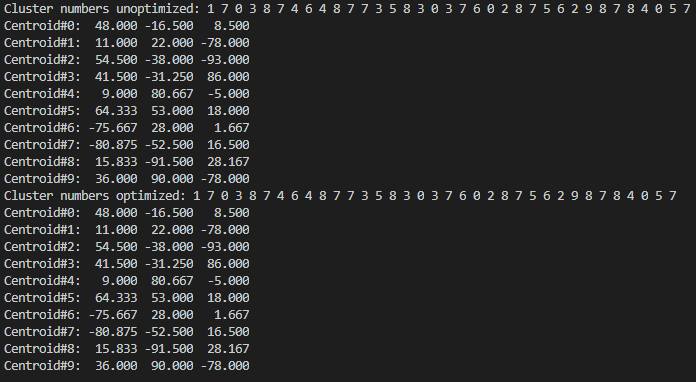 Cluster numbers unoptimized: 1 7 0 3 8 7 4 6 4 8 7 7 3 5 8 3 0 3 7 6 0 2 8 7 5 6 2 9 8 7 8 4 0 5 7
Centroid#0:  48.000 -16.500   8.500
Centroid#1:  11.000  22.000 -78.000
Centroid#2:  54.500 -38.000 -93.000
Centroid#3:  41.500 -31.250  86.000
Centroid#4:   9.000  80.667  -5.000
Centroid#5:  64.333  53.000  18.000
Centroid#6: -75.667  28.000   1.667
Centroid#7: -80.875 -52.500  16.500
Centroid#8:  15.833 -91.500  28.167
Centroid#9:  36.000  90.000 -78.000
Cluster numbers optimized: 1 7 0 3 8 7 4 6 4 8 7 7 3 5 8 3 0 3 7 6 0 2 8 7 5 6 2 9 8 7 8 4 0 5 7
Centroid#0:  48.000 -16.500   8.500
Centroid#1:  11.000  22.000 -78.000
Centroid#2:  54.500 -38.000 -93.000
Centroid#3:  41.500 -31.250  86.000
Centroid#4:   9.000  80.667  -5.000
Centroid#5:  64.333  53.000  18.000
Centroid#6: -75.667  28.000   1.667
Centroid#7: -80.875 -52.500  16.500
Centroid#8:  15.833 -91.500  28.167
Centroid#9:  36.000  90.000 -78.000